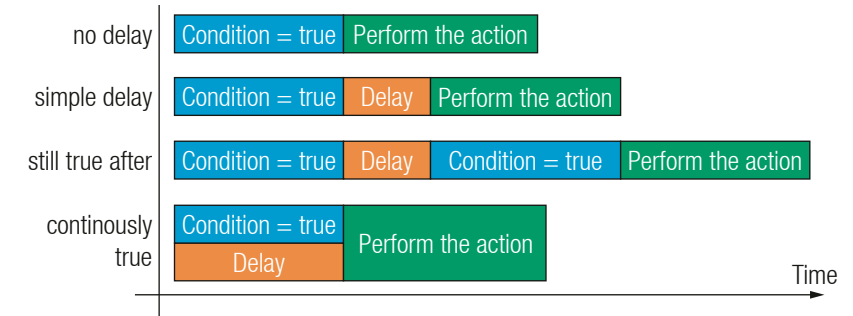 no delay Condition = true Perform the action
simple delay Condition = true Delay Perform the action
still true after Condition = true Delay Condition = true Perform the action
continously
true
Condition = true
Delay
Perform the action
Time